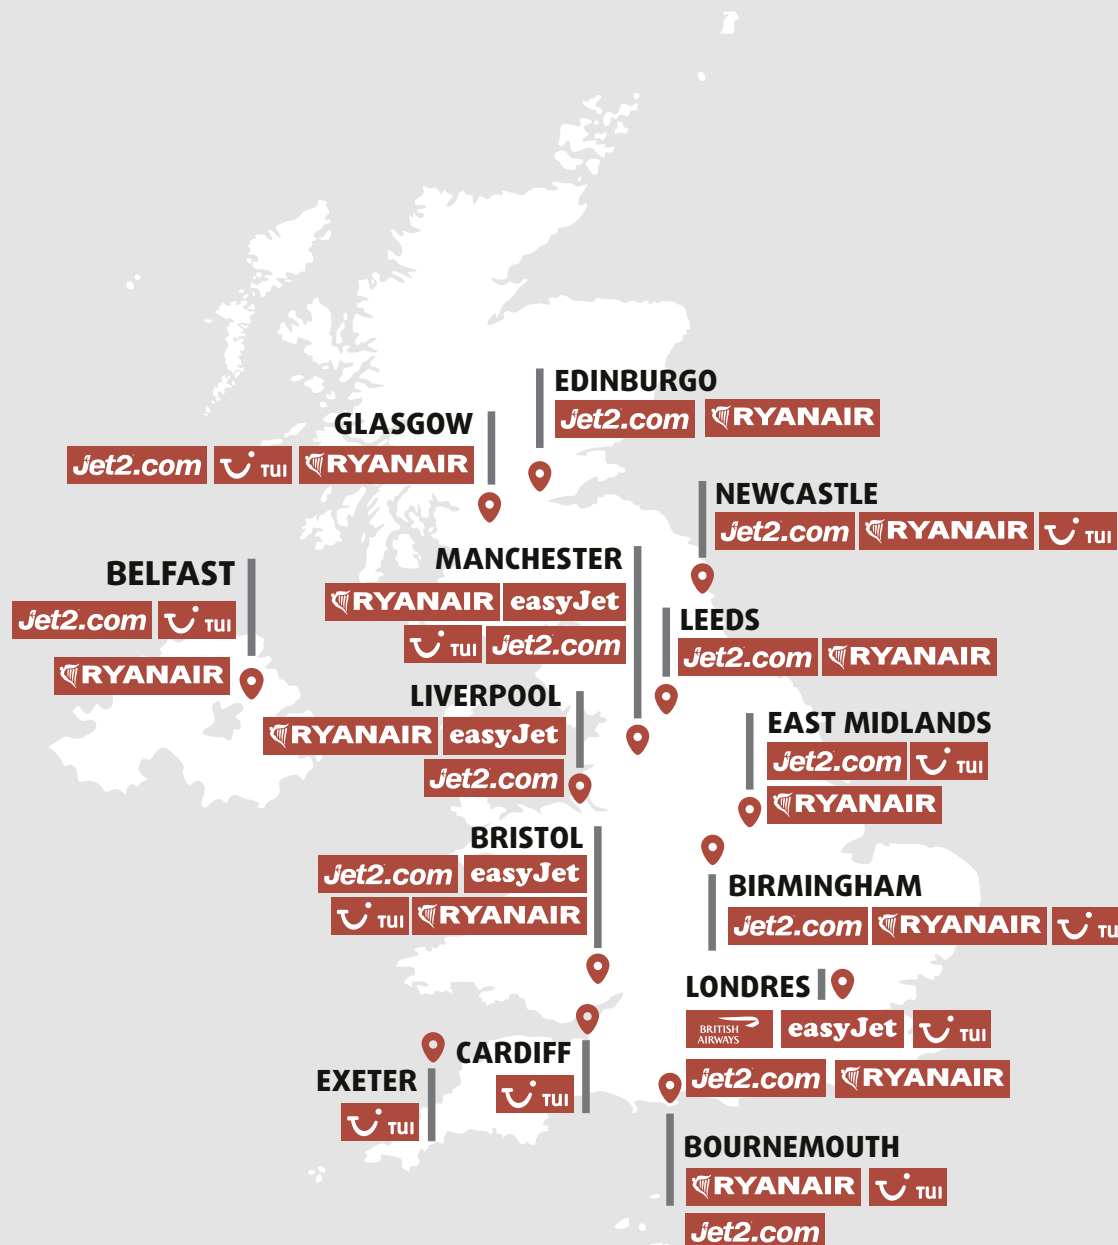 EDINBURGO
Jet2.com RYANAIR
GLASGOW
Jet2.com TUI RYANAIR
NEWCASTLE
Jet2.com RYANAIR TUI
MANCHESTER
RYANAIR easyJet
TUI Jet2.com
BELFAST
Jet2.com TUI
RYANAIR
LEEDS
Jet2.com RYANAIR
LIVERPOOL
RYANAIR easyJet
Jet2.com
EAST MIDLANDS
Jet2.com TUI
RYANAIR
BRISTOL
Jet2.com easyJet
TUI RYANAIR
BIRMINGHAM
Jet2.com RYANAIR TU
LONDRES
BRITISH
AIRWAYS
easyJet TUI
Jet2.com RYANAIR
CARDIFF
TUI
EXETER
TUI
BOURNEMOUTH
RYANAIR TUI
Jet2.com